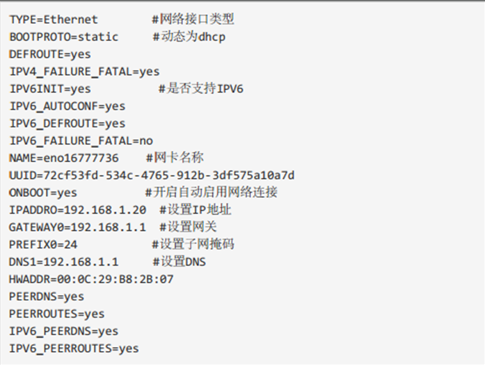 TYPE=Ethernet #网络接口类型
BOOTPROTO=static #动态为dhcp
DEFROUTE=yes
IPV4_FAILURE_FATAL=yes
IPV6INIT=yes #是否支持IPV6
IPV6_AUTOCONF=yes
IPV6_DEFROUTE=yes
IPV6_FAILURE_FATAL=no
NAME=eno16777736 #网卡名称
UUID=72cf53fd-534c-4765-912b-3df575a10a7d
ONBOOT=yes #开启自动启用网络连接
IPADDRO=192.168.1.20 #设置IP地址
GATEWAY0=192.168.1.1 #设置网关
PREFIX0=24 #设置子网掩码
DNS1=192.168.1.1 #设置DNS
HWADDR=00:0C:29:B8:2B:07
PEERDNS=yes
PEERROUTES=yes
IPV6_PEERDNS=yes
IPV6_PEERROUTES=yes